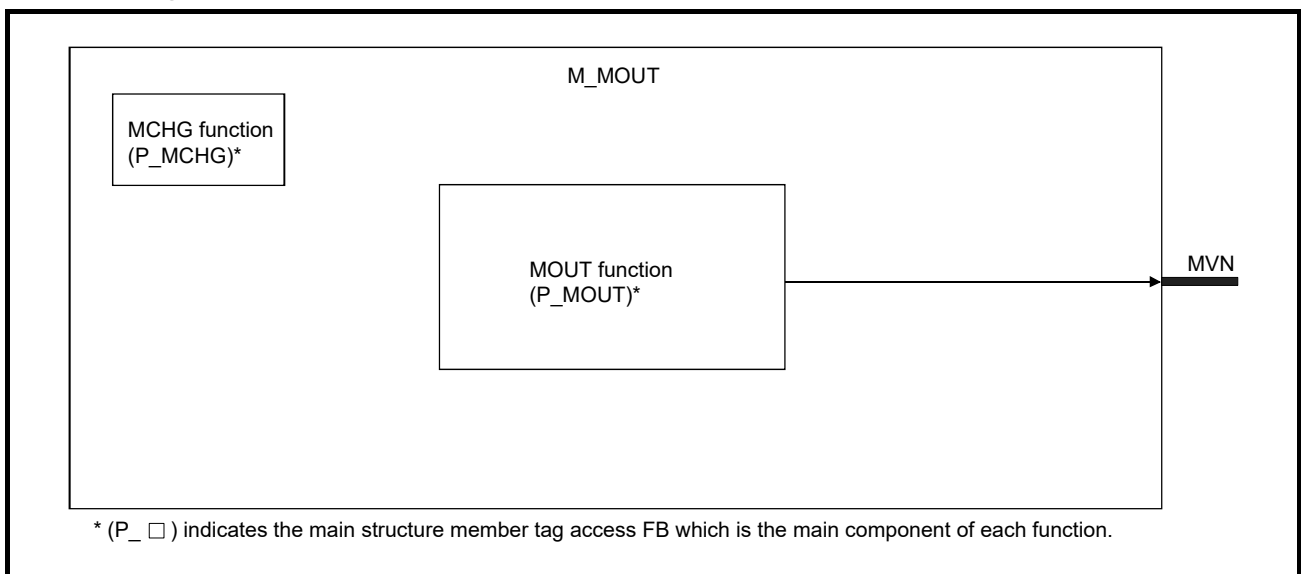 M_MOUT
MCHG function
(P_MCHG)*
MOUT function
(P_MOUT)*
MVN
* (P_ □ ) indicates the main structure member tag access FB which is the main component of each function.